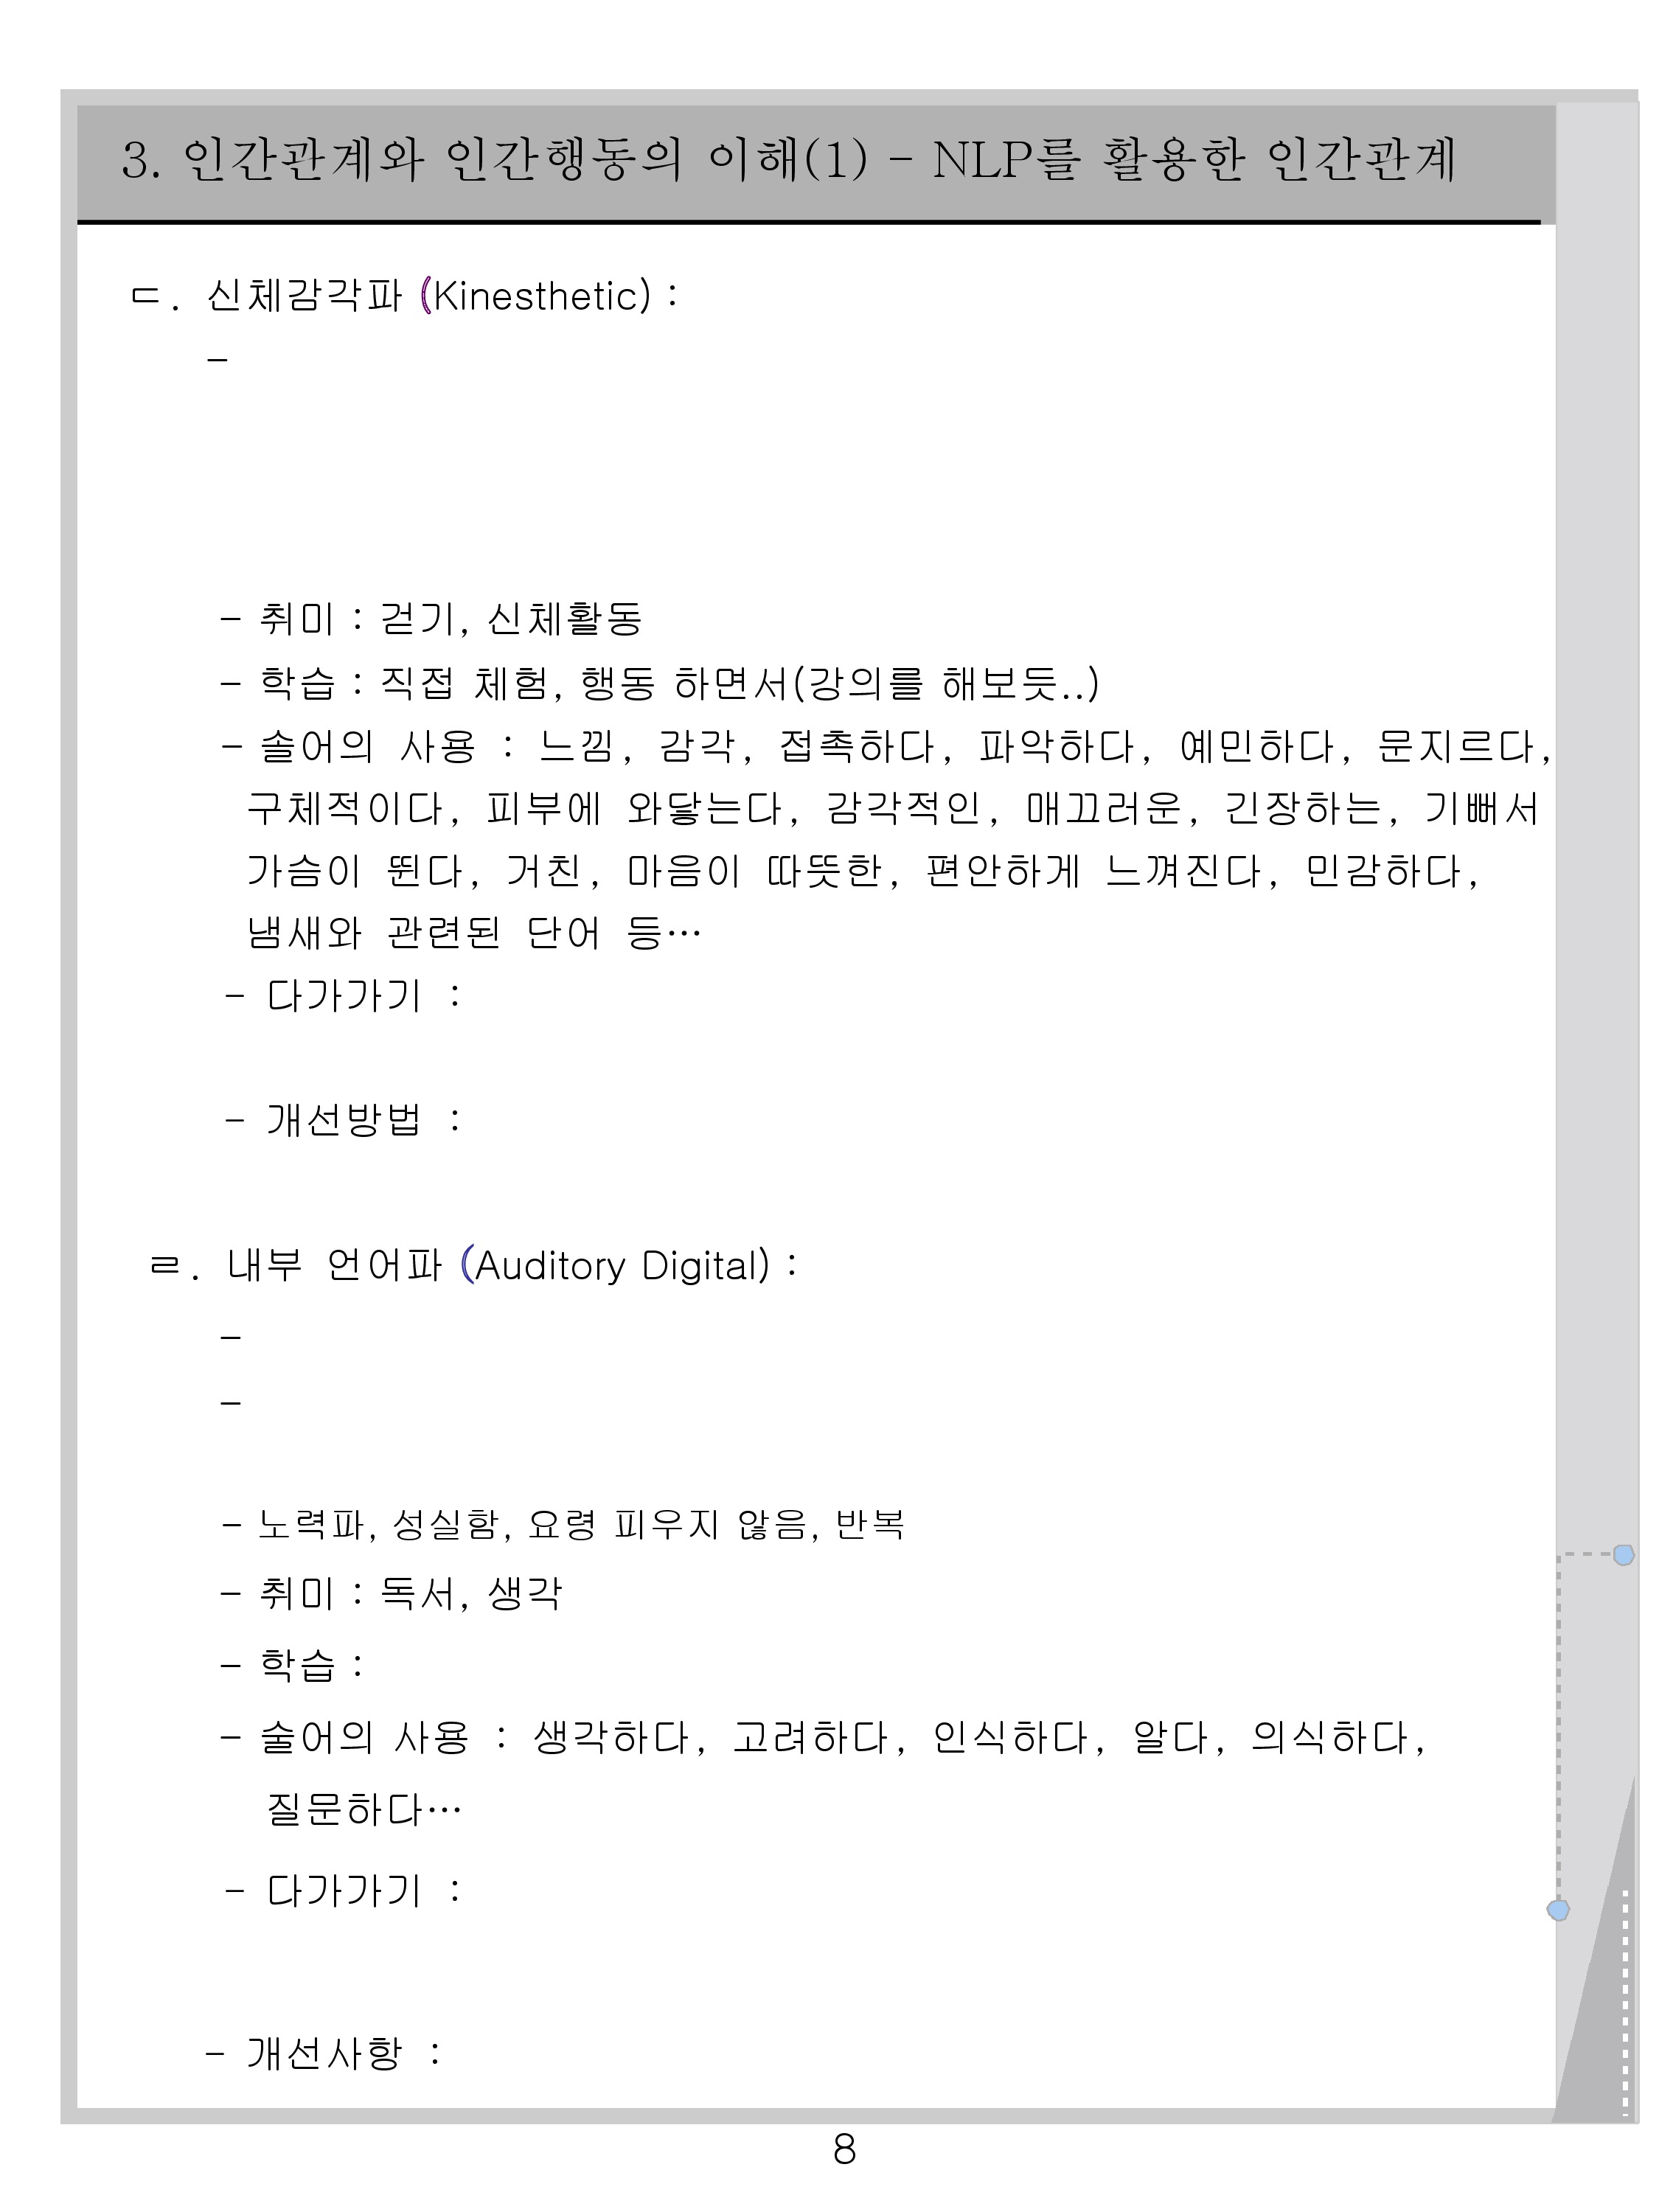 3. 인간관계와 인간행동의 이해(1) - NLP를 활용한 인간관계
ㄷ. 신체감각파 (Kinesthetic) :
-
- 취미 : 걷기, 신체활동
- 학습 : 직접 체험, 행동 하면서(강의를 해보듯..)
- 솔어의 사용 : 느낌, 감각, 접촉하다, 파악하다, 예민하다, 문지르다,
구체적이다, 피부에 와닿는다, 감각적인, 매끄러운, 긴장하는, 기뻐서
가슴이 뛴다, 거친, 마음이 따뜻한, 편안하게 느껴진다, 민감하다,
냄새와 관련된 단어 등…
- 다가가기 :
- 개선방법 :
ㄹ. 내부 언어파 (Auditory Digital) :
-
-
- 노력파, 성실함, 요령 피우지 않음, 반복
- 취미 : 독서, 생각
- 학습 :
- 술어의 사용 : 생각하다, 고려하다, 인식하다, 알다, 의식하다,
질문하다…
- 다가가기 :
- 개선사항 :
8